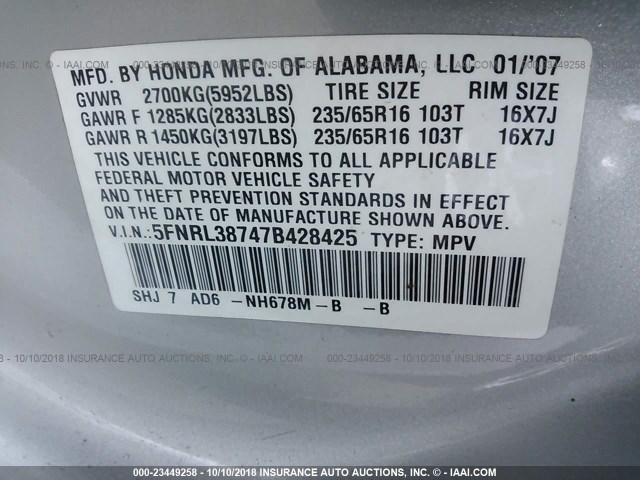 MFD. BY HONDA MFG. OF ALABAMA, LLC 01/'07
GVWR 2700KG(5952LBS) TIRE SIZE RIM SIZE
GAWR F 1285KG(2833LBS) 235/65R16 103T 16X7J
GAWR R 1450KG(3197LBS) 235/65R16 103T 16X7J
THIS VEHICLE CONFORMS TO ALL APPLICABLE
FEDERAL MOTOR VEHICLE SAFETY
AND THEFT PREVENTION STANDARDS IN EFFECT
ON THE DATE OF MANUFACTURE SHOWN ABOVE.
V.I.N.:5FNRL38747B428425 TYPE: MPV
SHJ 7 AD6 -NH678M-B -B
000-23449258 - 10/10/2018 INSURANCE AUTO AUCTIONS, INC. - © IAAI.COM